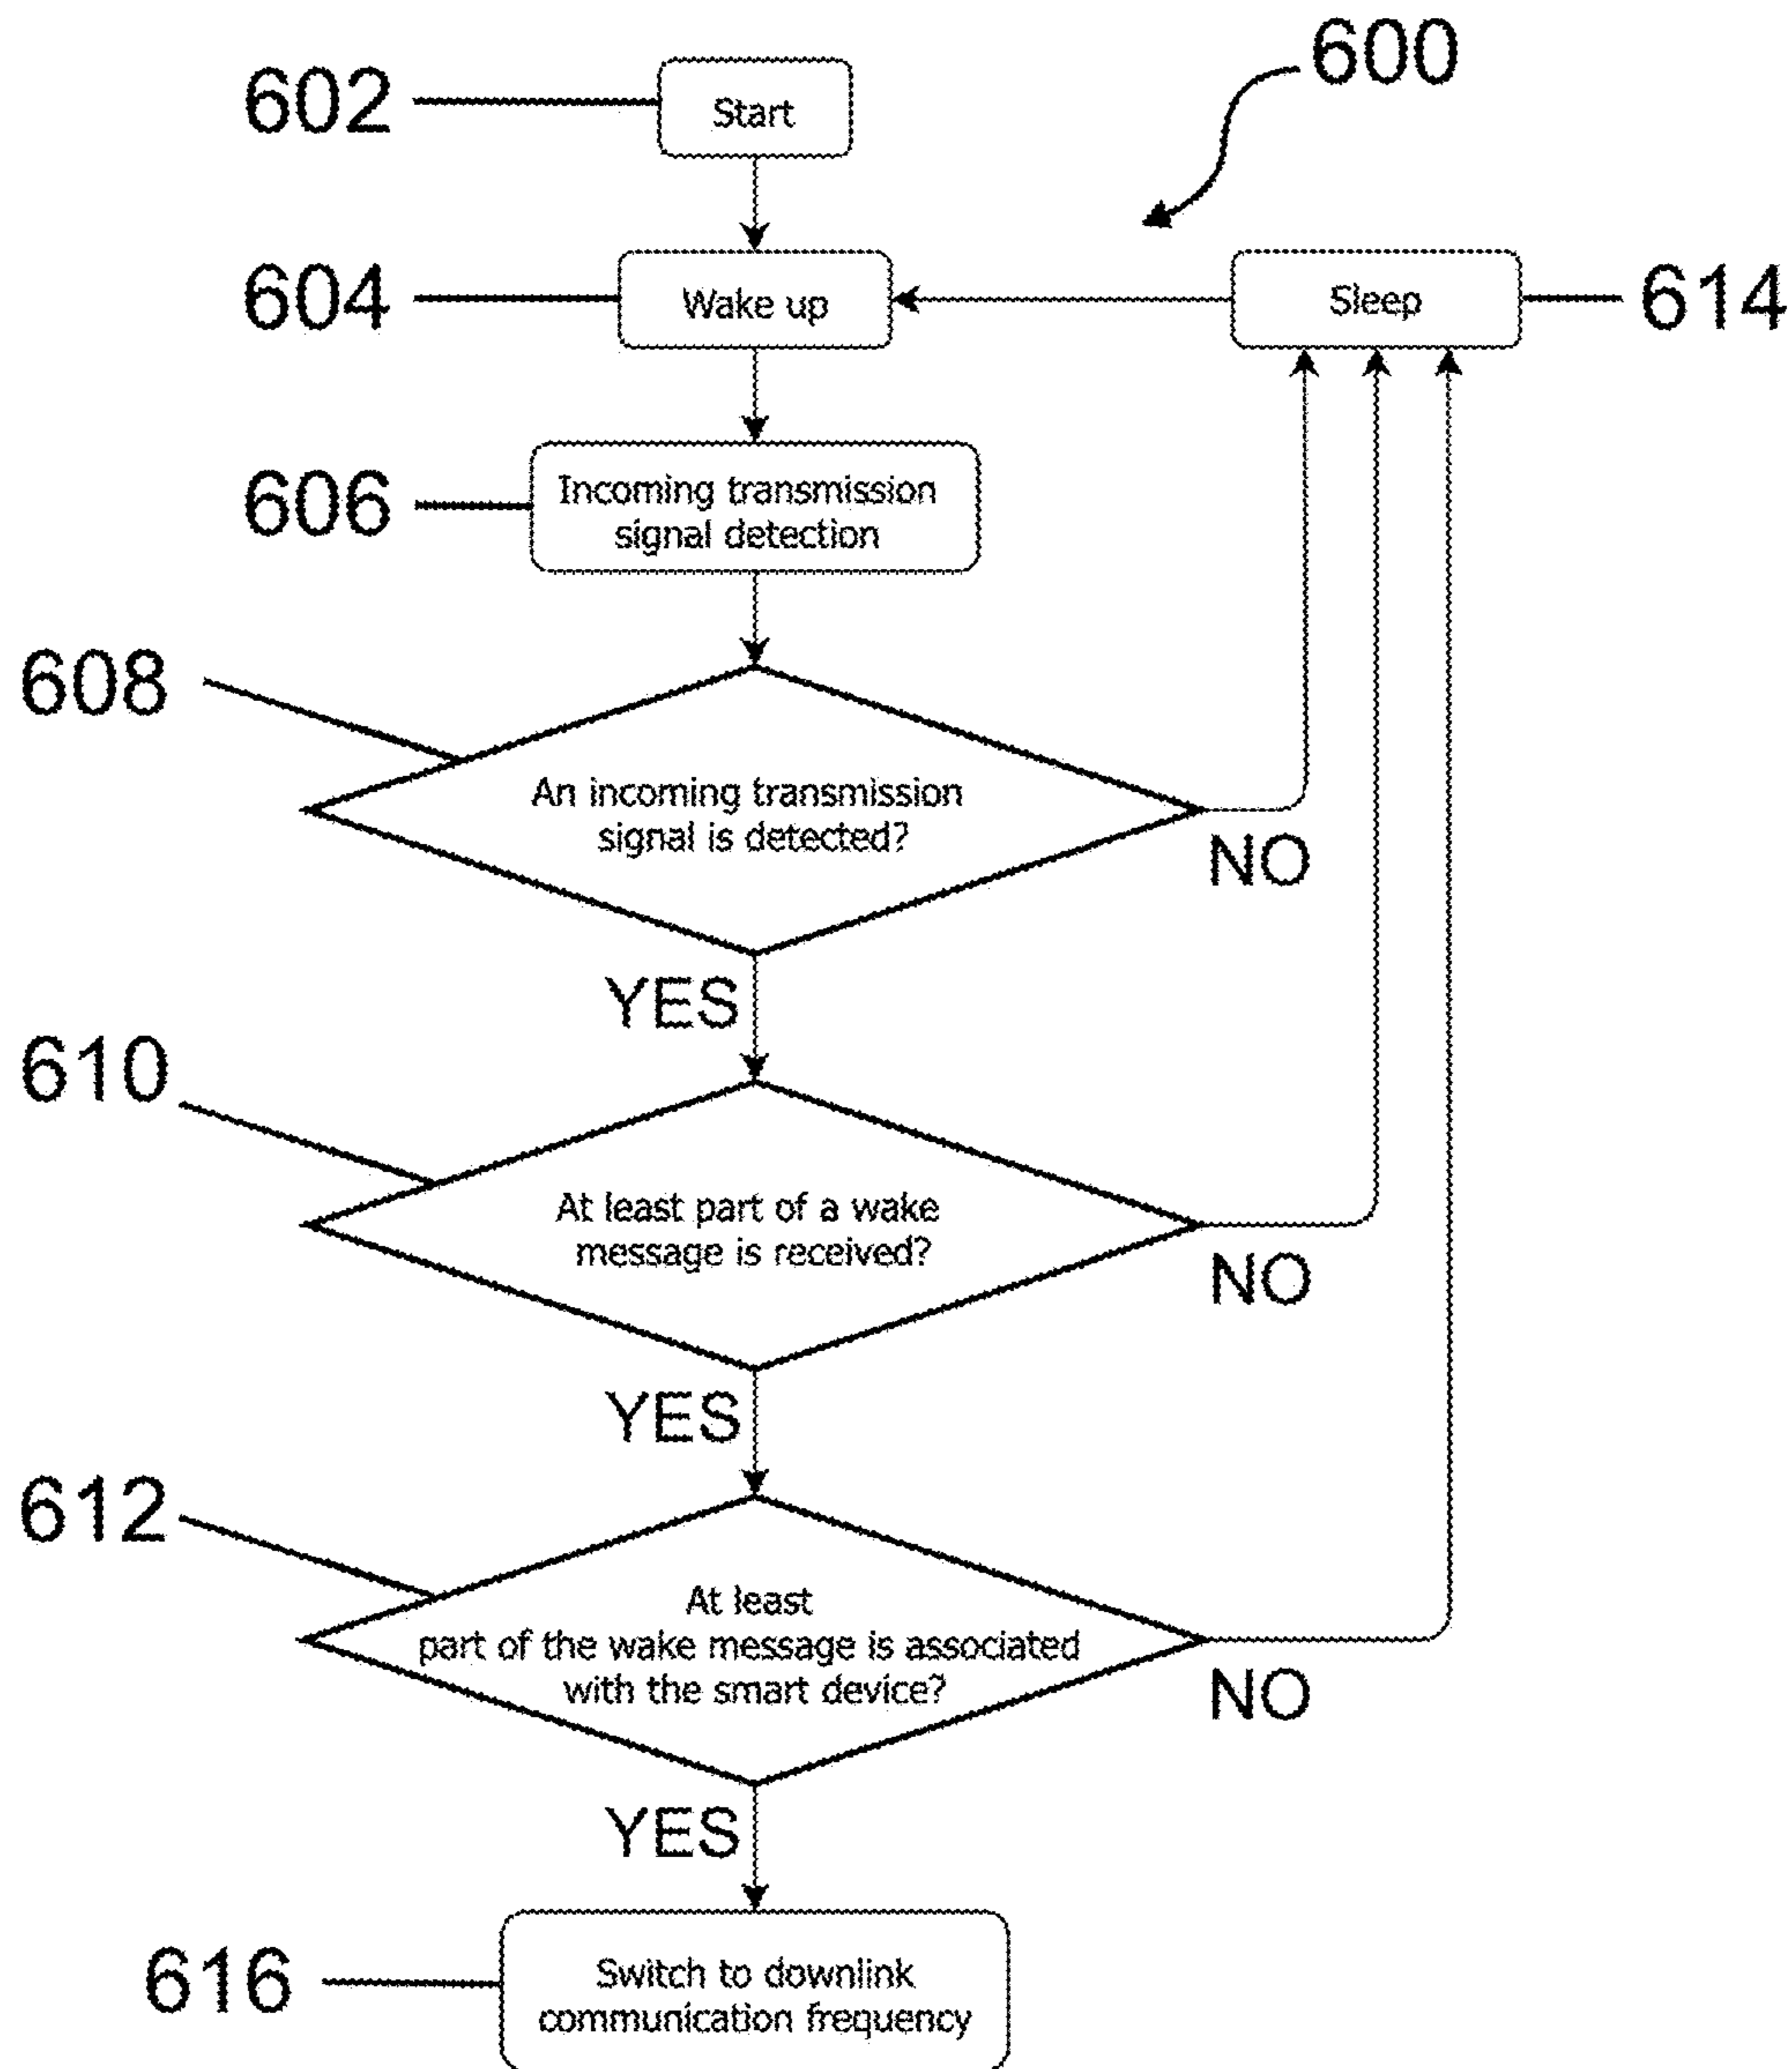 600
602
Start
604
Wake up
Sleep
614
606
Incoming transmission
signal detection
608
An incoming transmission
signal is detected?
NO
YES
610
At least part of a wake
message is received?
NO
YES
612
At least
part of the wake message is associated
with the smart device?
NO
YES
616
Switch to downlink
communication frequency